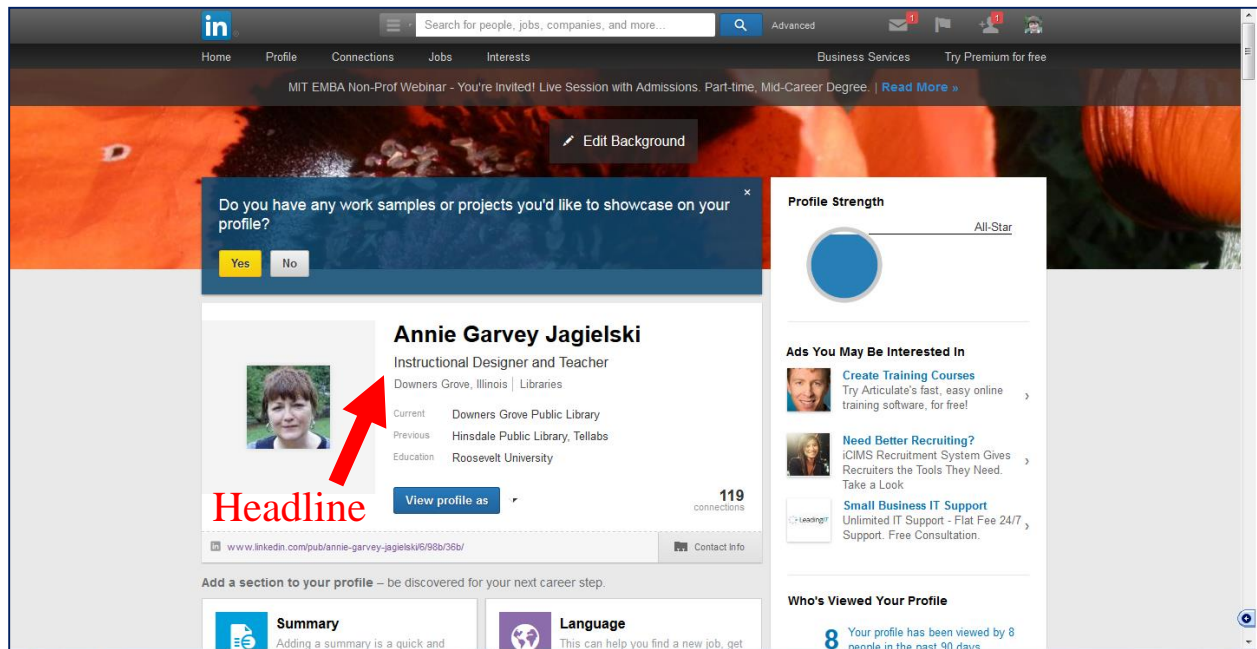 in
Search for people, jobs, companies, and more...
Advanced
1
1
Home Profile Connections Jobs Interests Business Services Try Premium for free
MIT EMBA Non-Prof Webinar - You're Invited! Live Session with Admissions. Part-time, Mid-Career Degree. | Read More »
Edit Background
Do you have any work samples or projects you'd like to showcase on your
profile?
Yes No
Annie Garvey Jagielski
Instructional Designer and Teacher
Downers Grove, Illinois | Libraries
Current Downers Grove Public Library
Previous Hinsdale Public Library, Tellabs
Education Roosevelt University
Headline
View profile as
119
connections
in www.linkedin.com/pub/annie-garvey-jagielski/6/98b/36b/
Contact Info
Add a section to your profile – be discovered for your next career step.
Summary
Adding a summary is a quick and
Language
This can help you find a new job, get
Profile Strength
All-Star
Ads You May Be Interested In
Create Training Courses
Try Articulate's fast, easy online
training software, for free!
Need Better Recruiting?
iCIMS Recruitment System Gives
Recruiters the Tools They Need.
Take a Look
LeadingIT
Small Business IT Support
Unlimited IT Support - Flat Fee 24/7
Support. Free Consultation.
Who's Viewed Your Profile
8
Your profile has been viewed by 8
people in the past 90 days